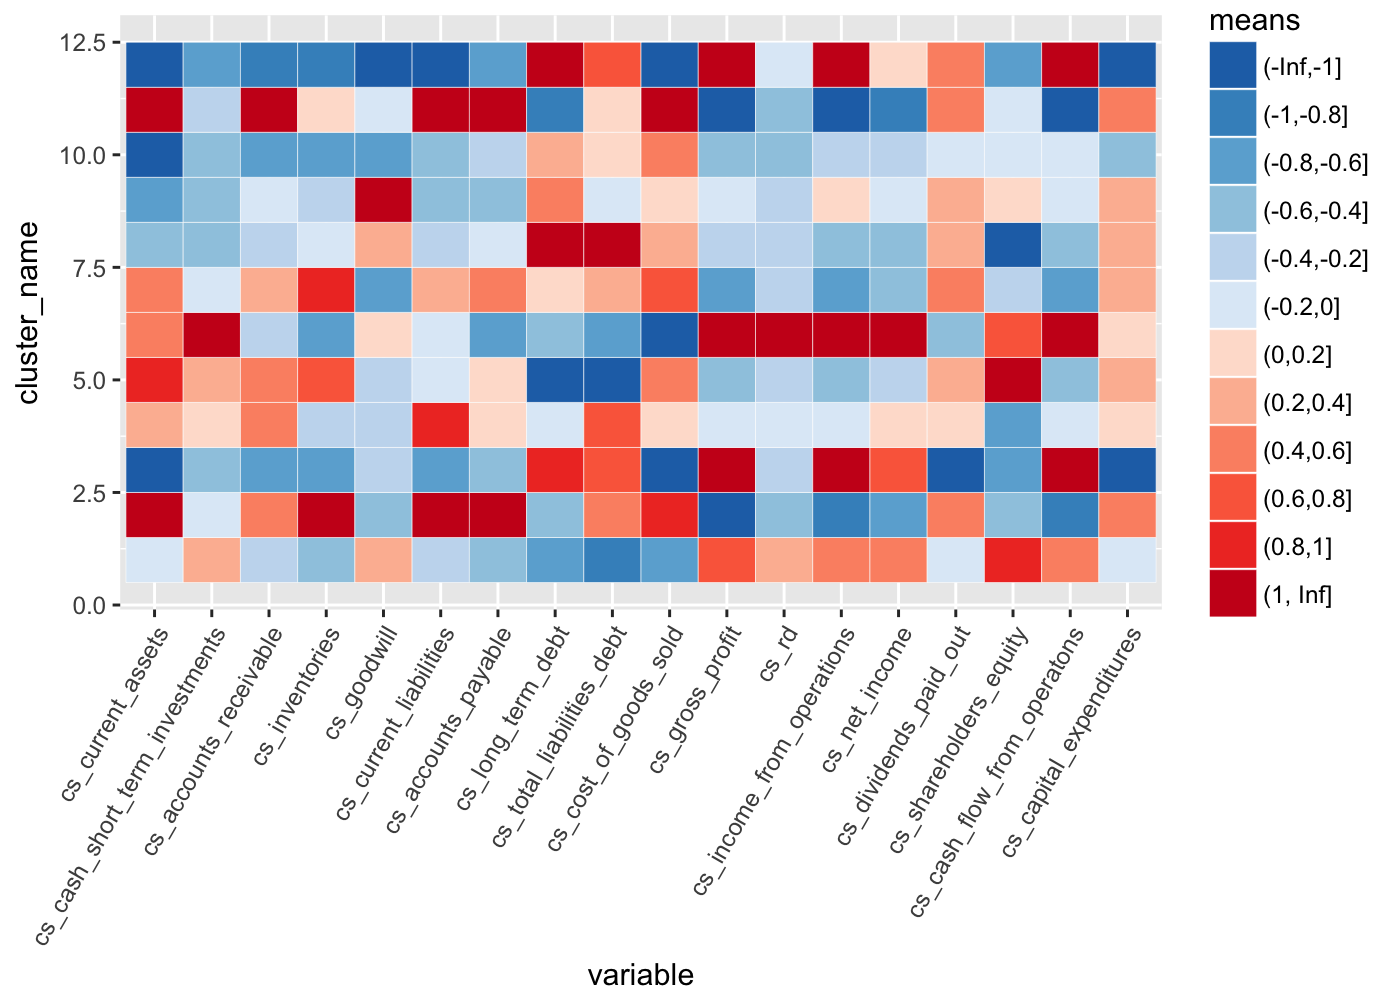 means
(-Inf,-1]
(-1,-0.8]
(-0.8,-0.6]
(-0.6,-0.4]
(-0.4,-0.2]
(-0.2,0]
(0,0.2]
(0.2,0.4]
(0.4,0.6]
(0.6,0.8]
(0.8,1]
(1, Inf]
cluster_name
12.5
10.0
7.5
5.0
2.5
0.0
cs_current_assets
cs_cash_short_term_investments
cs_accounts_receivable
cs_inventories
cs_goodwill
cs_current_liabilities
cs_accounts_payable
cs_long_term_debt
cs_total_liabilities_debt
cs_cost_of_goods_sold
cs_gross_profit
cs_rd
cs_income_from_operations
cs_net_income
cs_dividends_paid_out
cs_shareholders_equity
cs_cash_flow_from_operatons
cs_capital_expenditures
variable